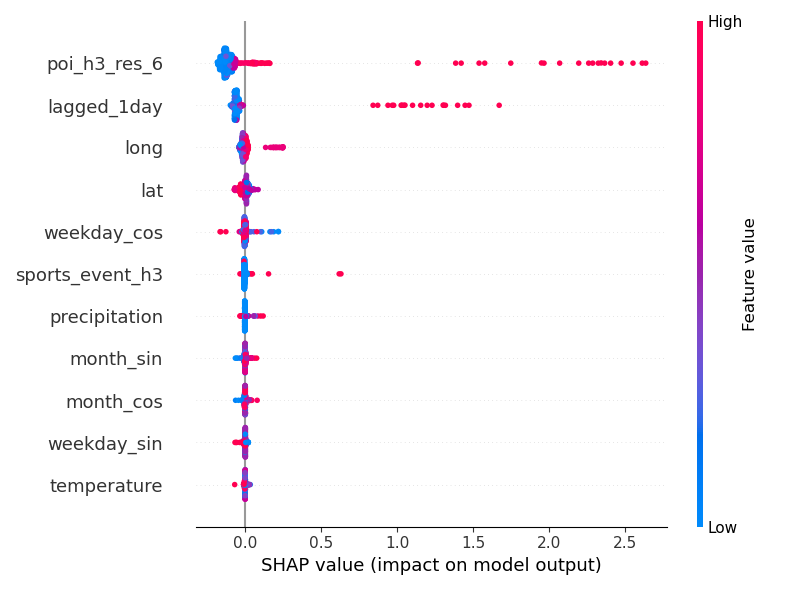 High
poi_h3_res_6
lagged_1day
long
lat
weekday_cos
sports_event_h3
precipitation
month_sin
month_cos
weekday_sin
temperature
Feature value
Low
0.0 0.5 1.0 1.5 2.0 2.5
SHAP value (impact on model output)